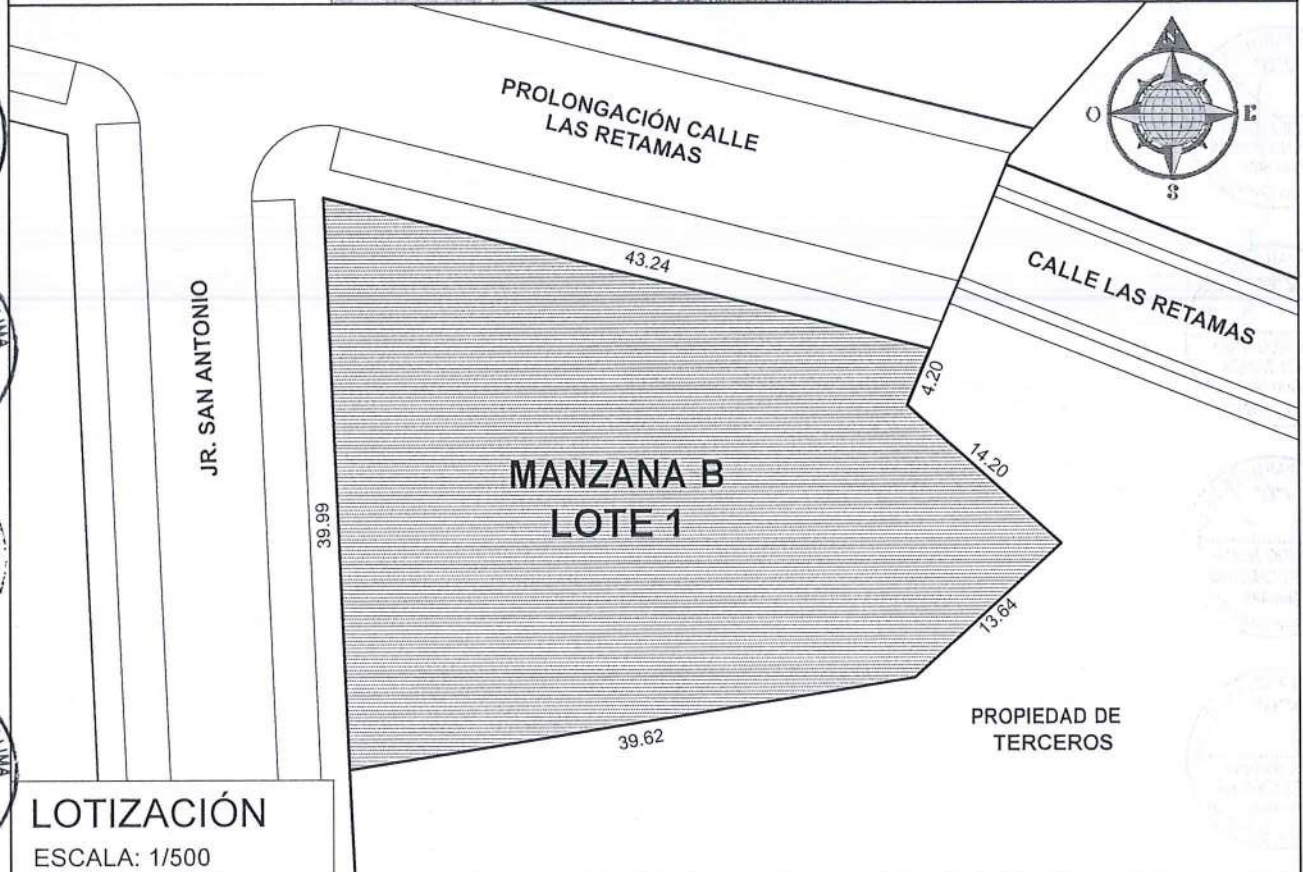 PROLONGACIÓN CALLE
LAS RETAMAS
N
O
E
S
CALLE LAS RETAMAS
JR. SAN ANTONIO
43.24
4.20
14.20
MANZANA B
LOTE 1
39.99
13.64
39.62
PROPIEDAD DE
TERCEROS
LOTIZACIÓN
ESCALA: 1/500